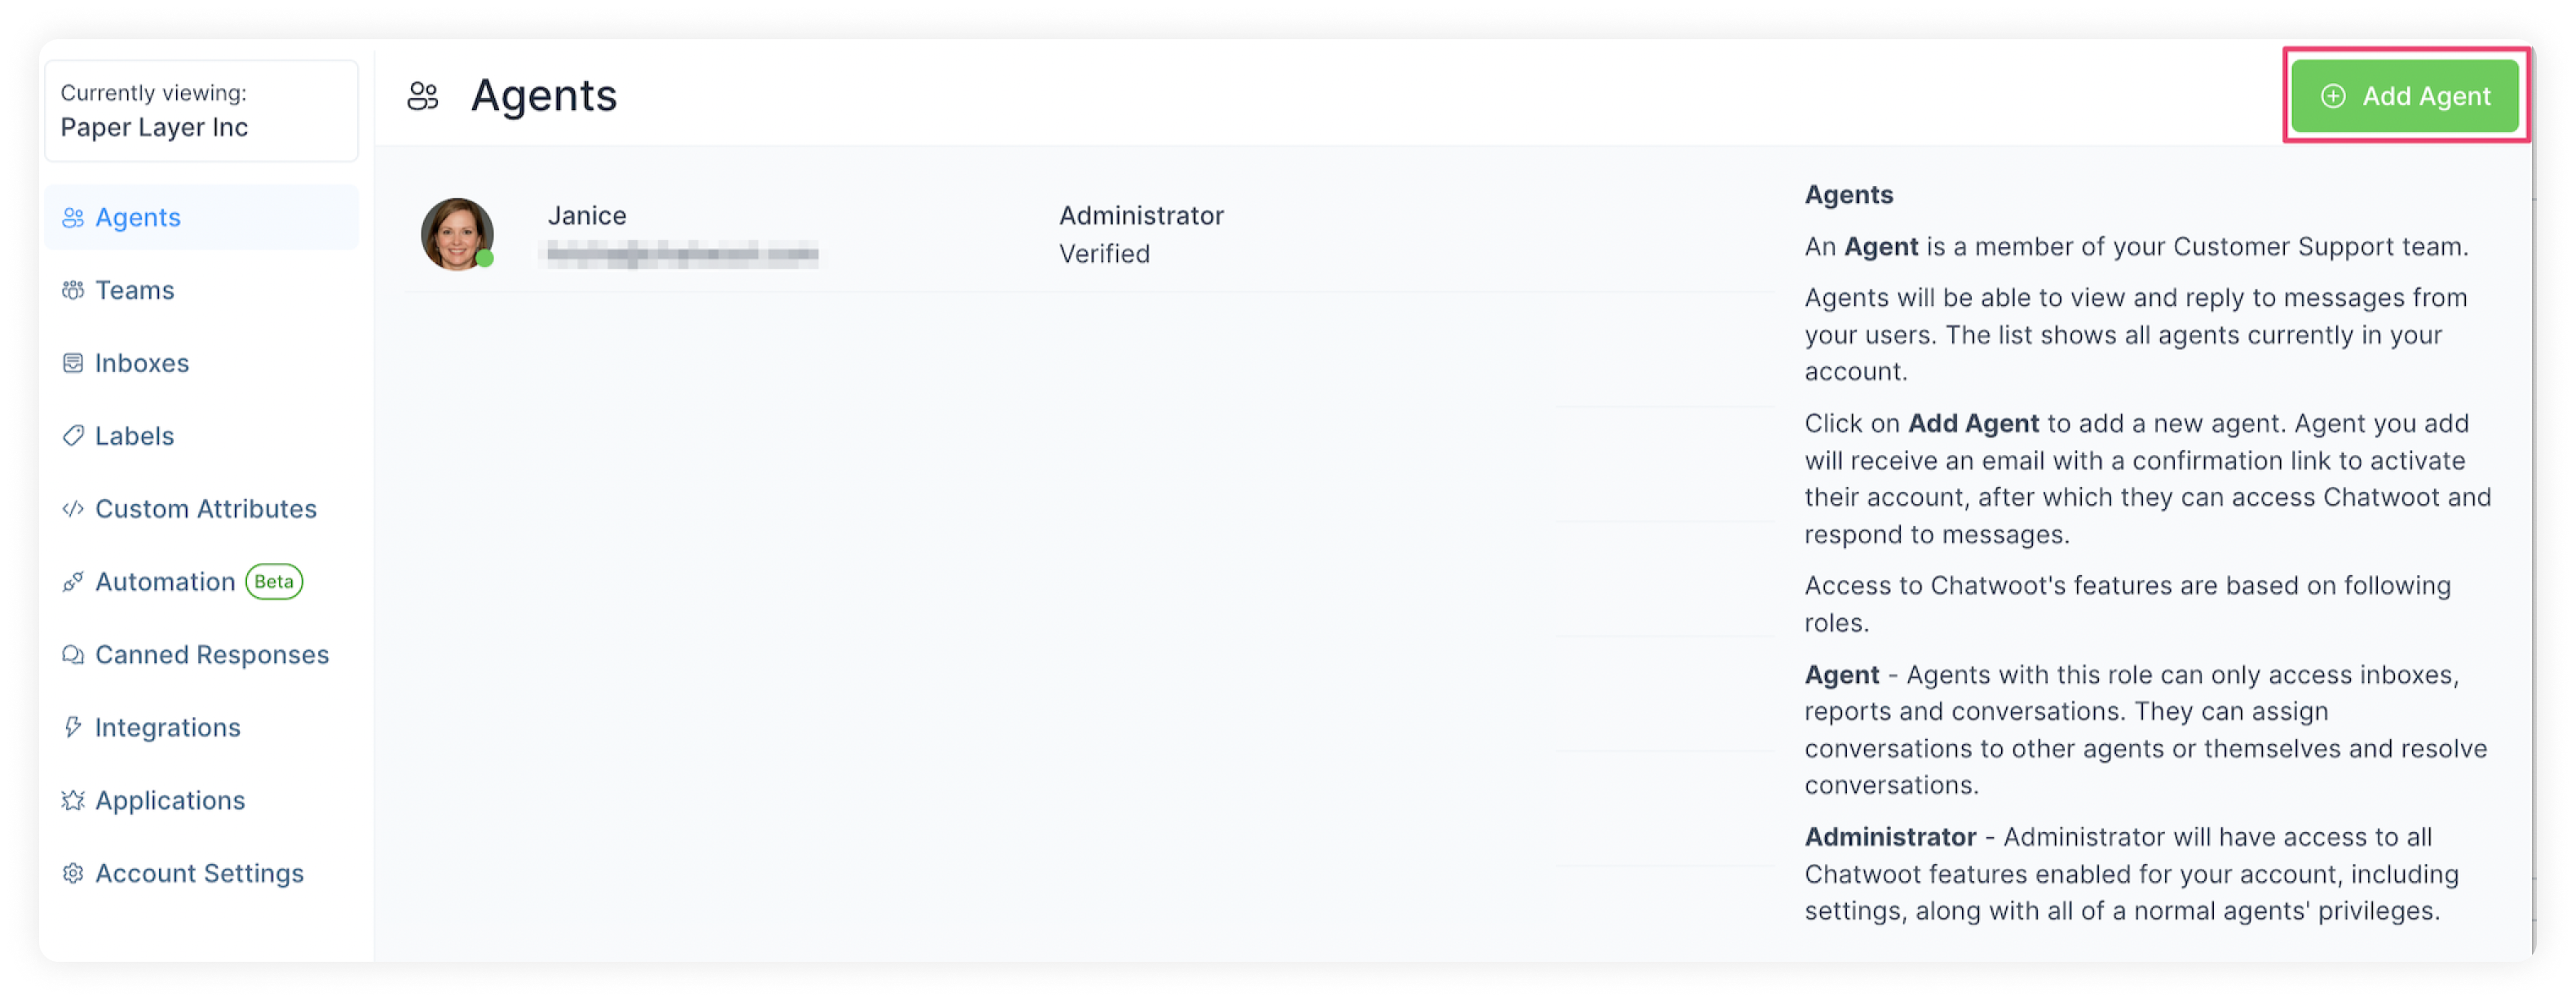 Currently viewing:
Paper Layer Inc
Agents
Teams
Inboxes
Labels
Custom Attributes
Automation Beta
Canned Responses
Integrations
Applications
Account Settings
Agents
Add Agent
Janice
Administrator
Verified
Agents
An Agent is a member of your Customer Support team.
Agents will be able to view and reply to messages from
your users. The list shows all agents currently in your
account.
Click on Add Agent to add a new agent. Agent you add
will receive an email with a confirmation link to activate
their account, after which they can access Chatwoot and
respond to messages.
Access to Chatwoot's features are based on following
roles.
Agent - Agents with this role can only access inboxes,
reports and conversations. They can assign
conversations to other agents or themselves and resolve
conversations.
Administrator - Administrator will have access to all
Chatwoot features enabled for your account, including
settings, along with all of a normal agents' privileges.